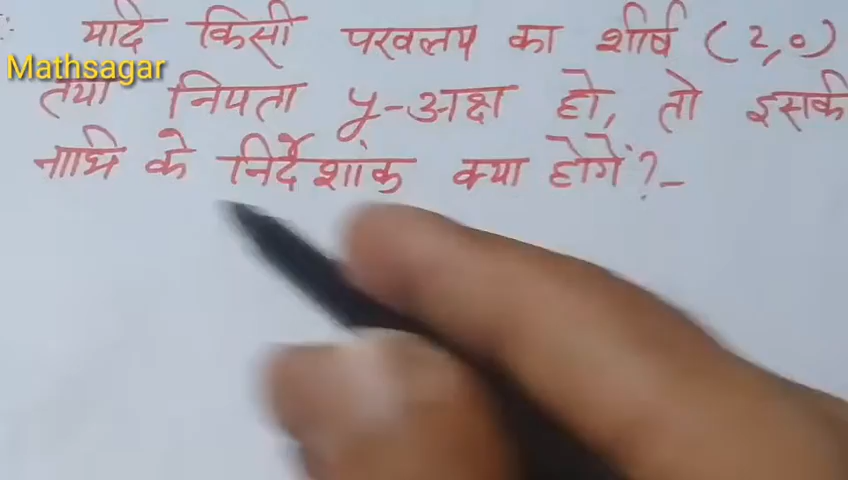 यदि किसी परवलय का शीर्ष (2,0)
Mathsagar
तथा नियता y-अक्ष हो, तो इसके
नाभि के निर्देशांक क्या होगें?-